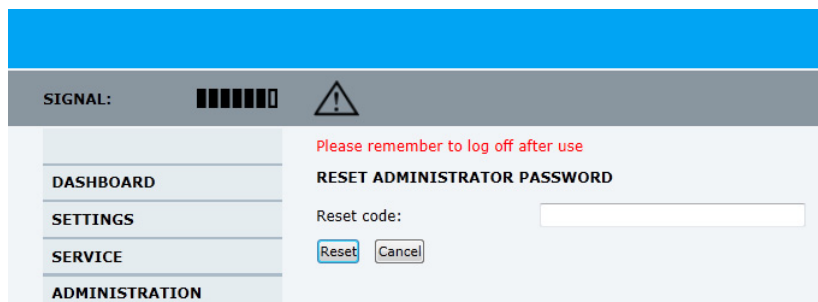 SIGNAL:
Please remember to log off after use
DASHBOARD
SETTINGS
SERVICE
ADMINISTRATION
RESET ADMINISTRATOR PASSWORD
Reset code:
Reset Cancel